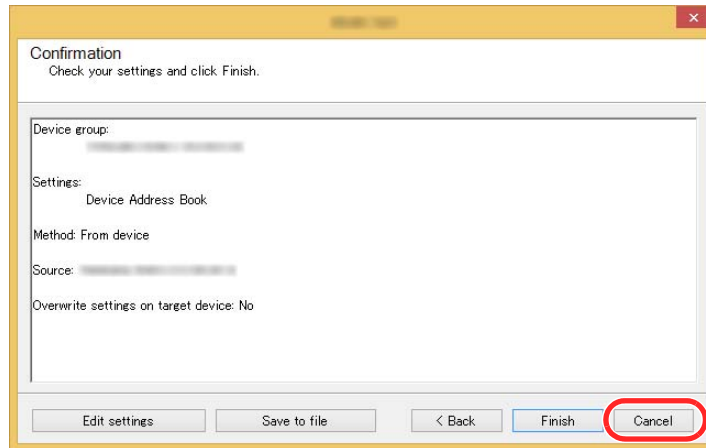 Confirmation
Check your settings and click Finish.
Device group:
Settings:
Device Address Book
Method: From device
Source:
Overwrite settings on target device: No
Edit settings
Save to file
< Back
Finish
Cancel